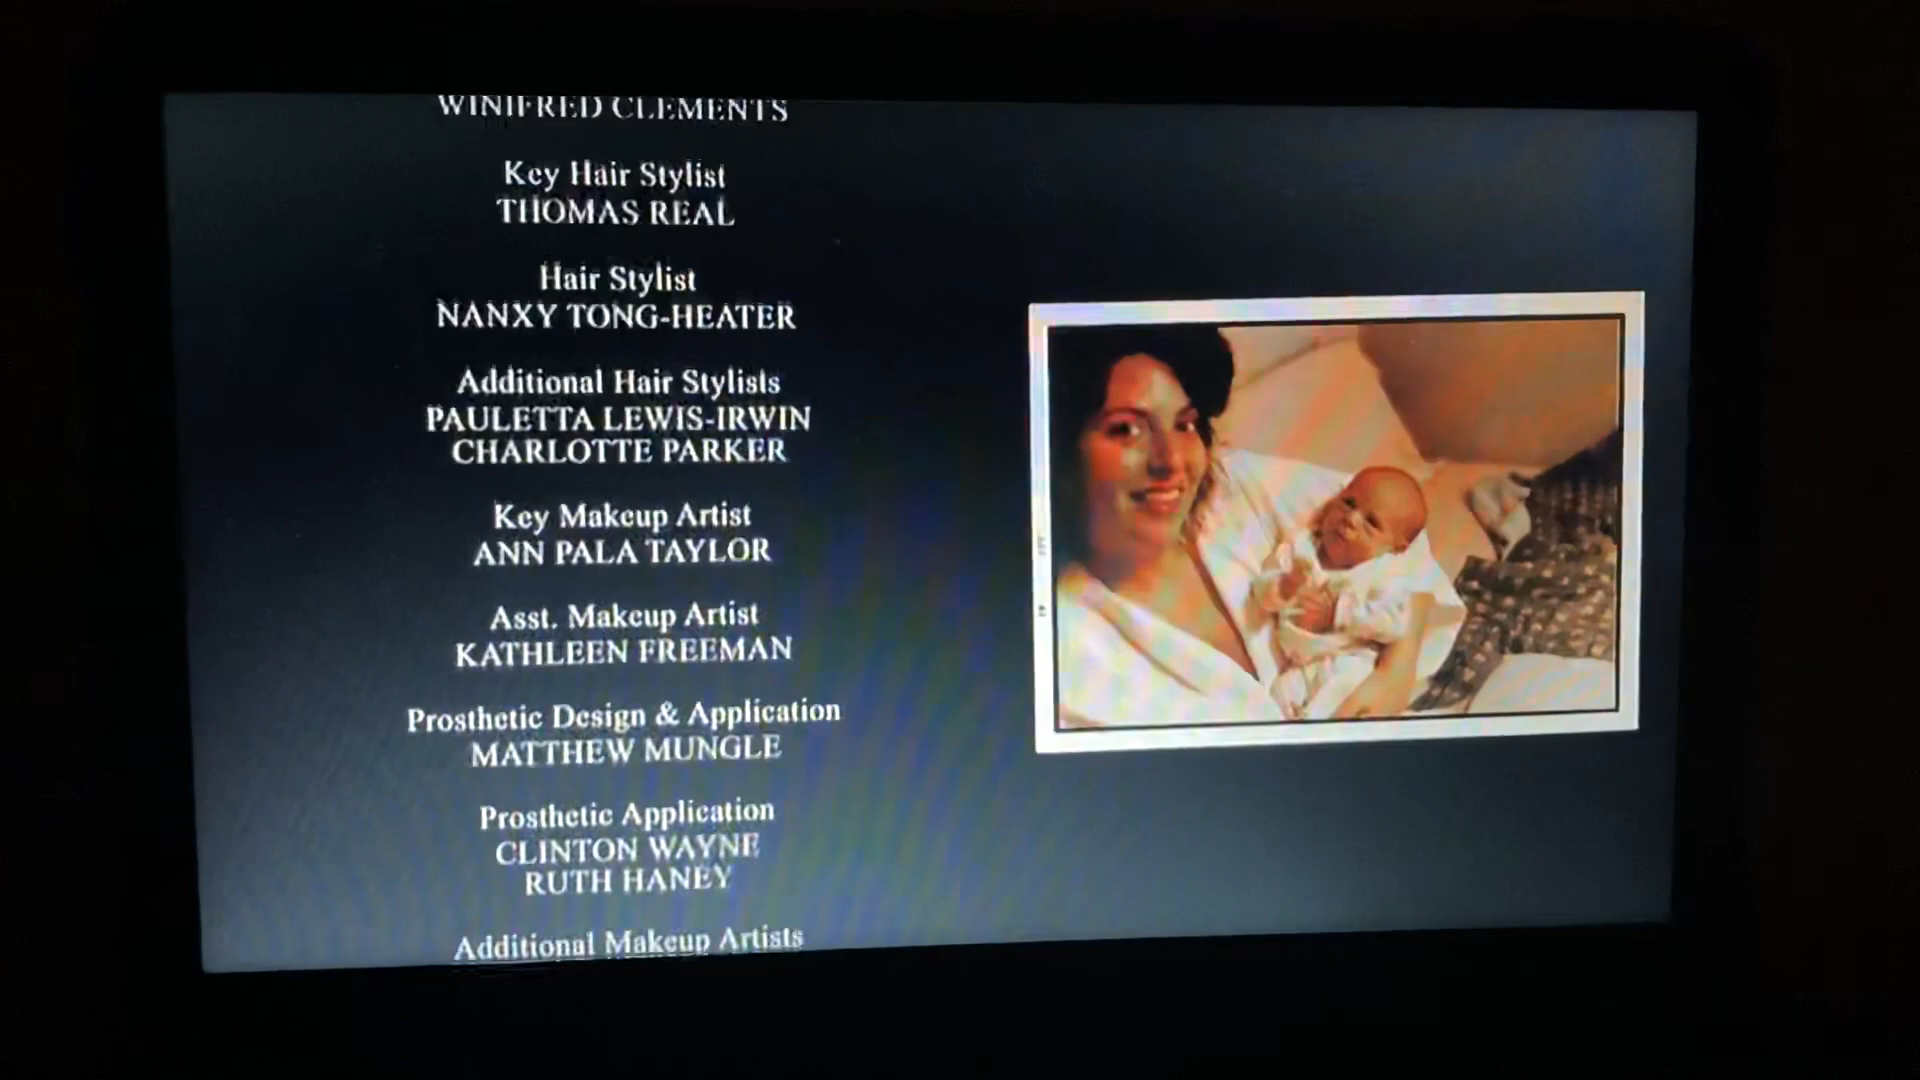 WINIFRED CLEMENTS
Key Hair Stylist
THOMAS REAL
Hair Stylist
NANXY TONG-HEATER
Additional Hair Stylists
PAULETTA LEWIS-IRWIN
CHARLOTTE PARKER
Key Makeup Artist
ANN PALA TAYLOR
Asst. Makeup Artist
KATHLEEN FREEMAN
Prosthetic Design & Application
MATTHEW MUNGLE
Prosthetic Application
CLINTON WAYNE
RUTH HANEY
Additional Makeup Artists